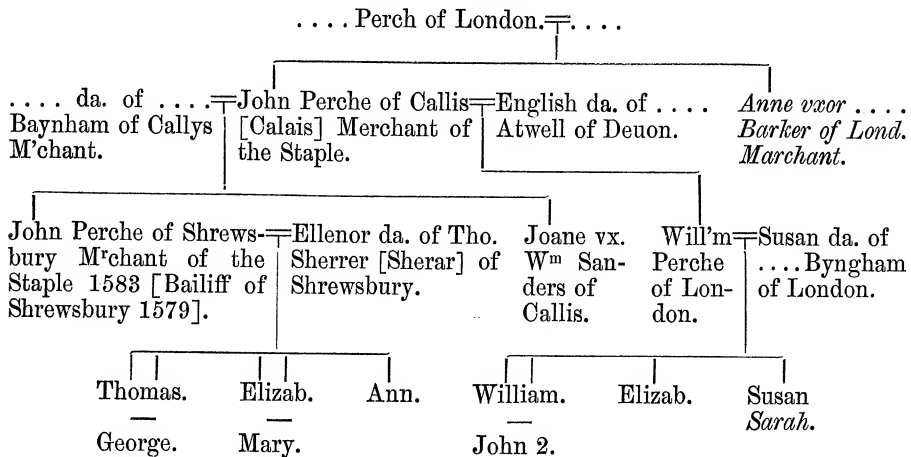 . . . . Perch of London.╤. . . .
. . . . da. of . . . .
Baynham of Callys
M'chant.
John Perche of Callis
[Calais] Merchant of
the Staple.
English da. of . . . .
Atwell of Deuon.
Anne vxor . . . .
Barker of Lond.
Marchant.
John Perche of Shrews-
bury Mʳchant of the
Staple 1583 [Bailiff of
Shrewsbury 1579].
Ellenor da. of Tho.
Sherrer [Sherar] of
Shrewsbury.
Joane vx.
Wᵐ San-
ders of
Callis.
Will'm
Perche
of Lon-
don.
Susan da. of
. . . . Byngham
of London.
Thomas.
—
George.
Elizab.
—
Mary.
Ann.
William.
—
John 2.
Elizab.
Susan
Sarah.